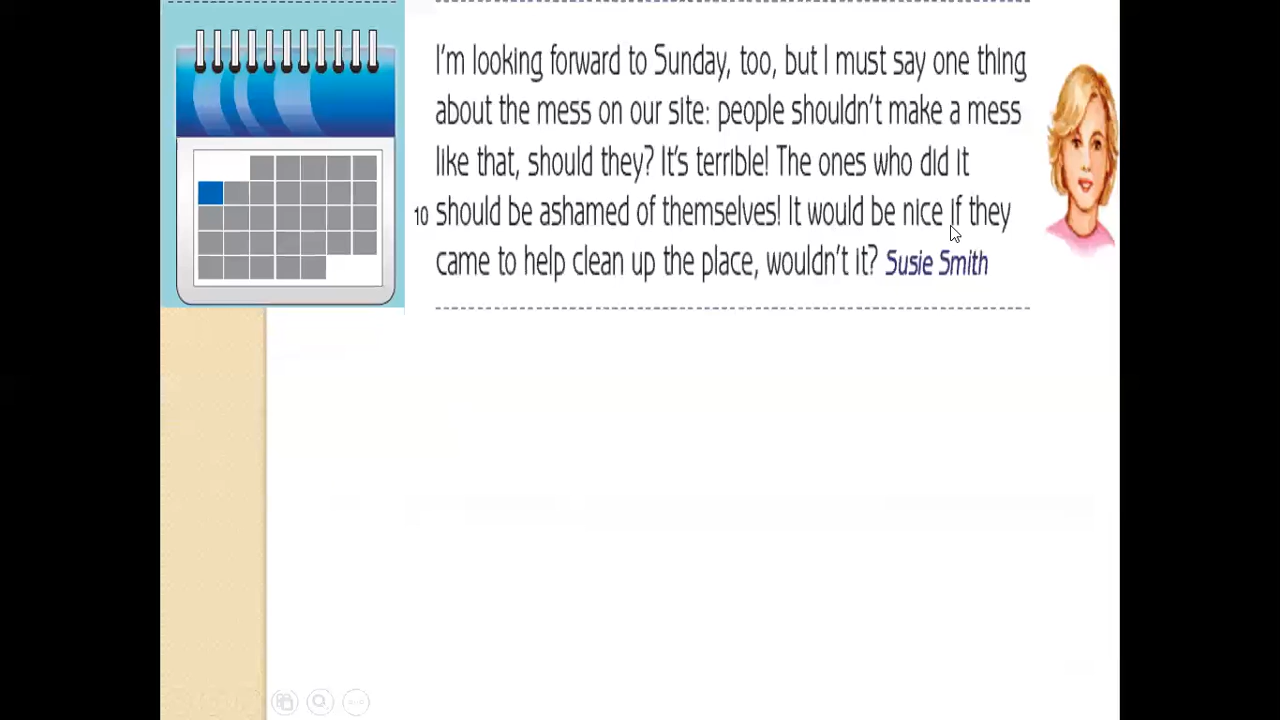 I'm looking forward to Sunday, too, but I must say one thing
about the mess on our site: people shouldn't make a mess
like that, should they? It's terrible! The ones who did it
10 should be ashamed of themselves! It would be nice if they
came to help clean up the place, wouldn't it? Susie Smith